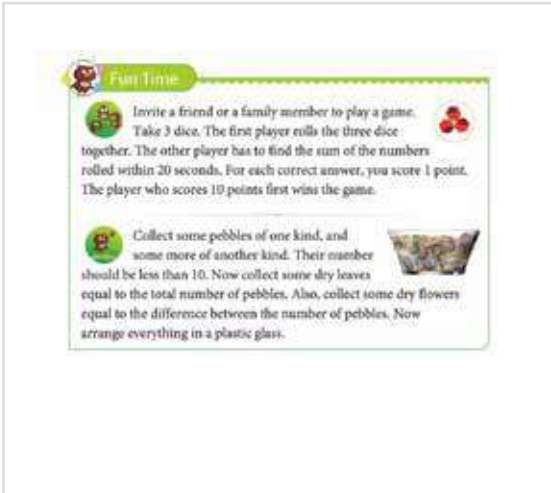 Fun Time
Invite a friend or a family member to play a game.
Take 3 dice. The first player rolls the three dice
together. The other player has to find the sum of the numbers
rolled within 20 seconds. For each correct answer, you score 1 point.
The player who scores 10 points first wins the game.
Collect some pebbles of one kind, and
some more of another kind. Their number
should be less than 10. Now collect some dry leaves
equal to the total number of pebbles. Also, collect some dry flowers
equal to the difference between the number of pebbles. Now
arrange everything in a plastic glass.